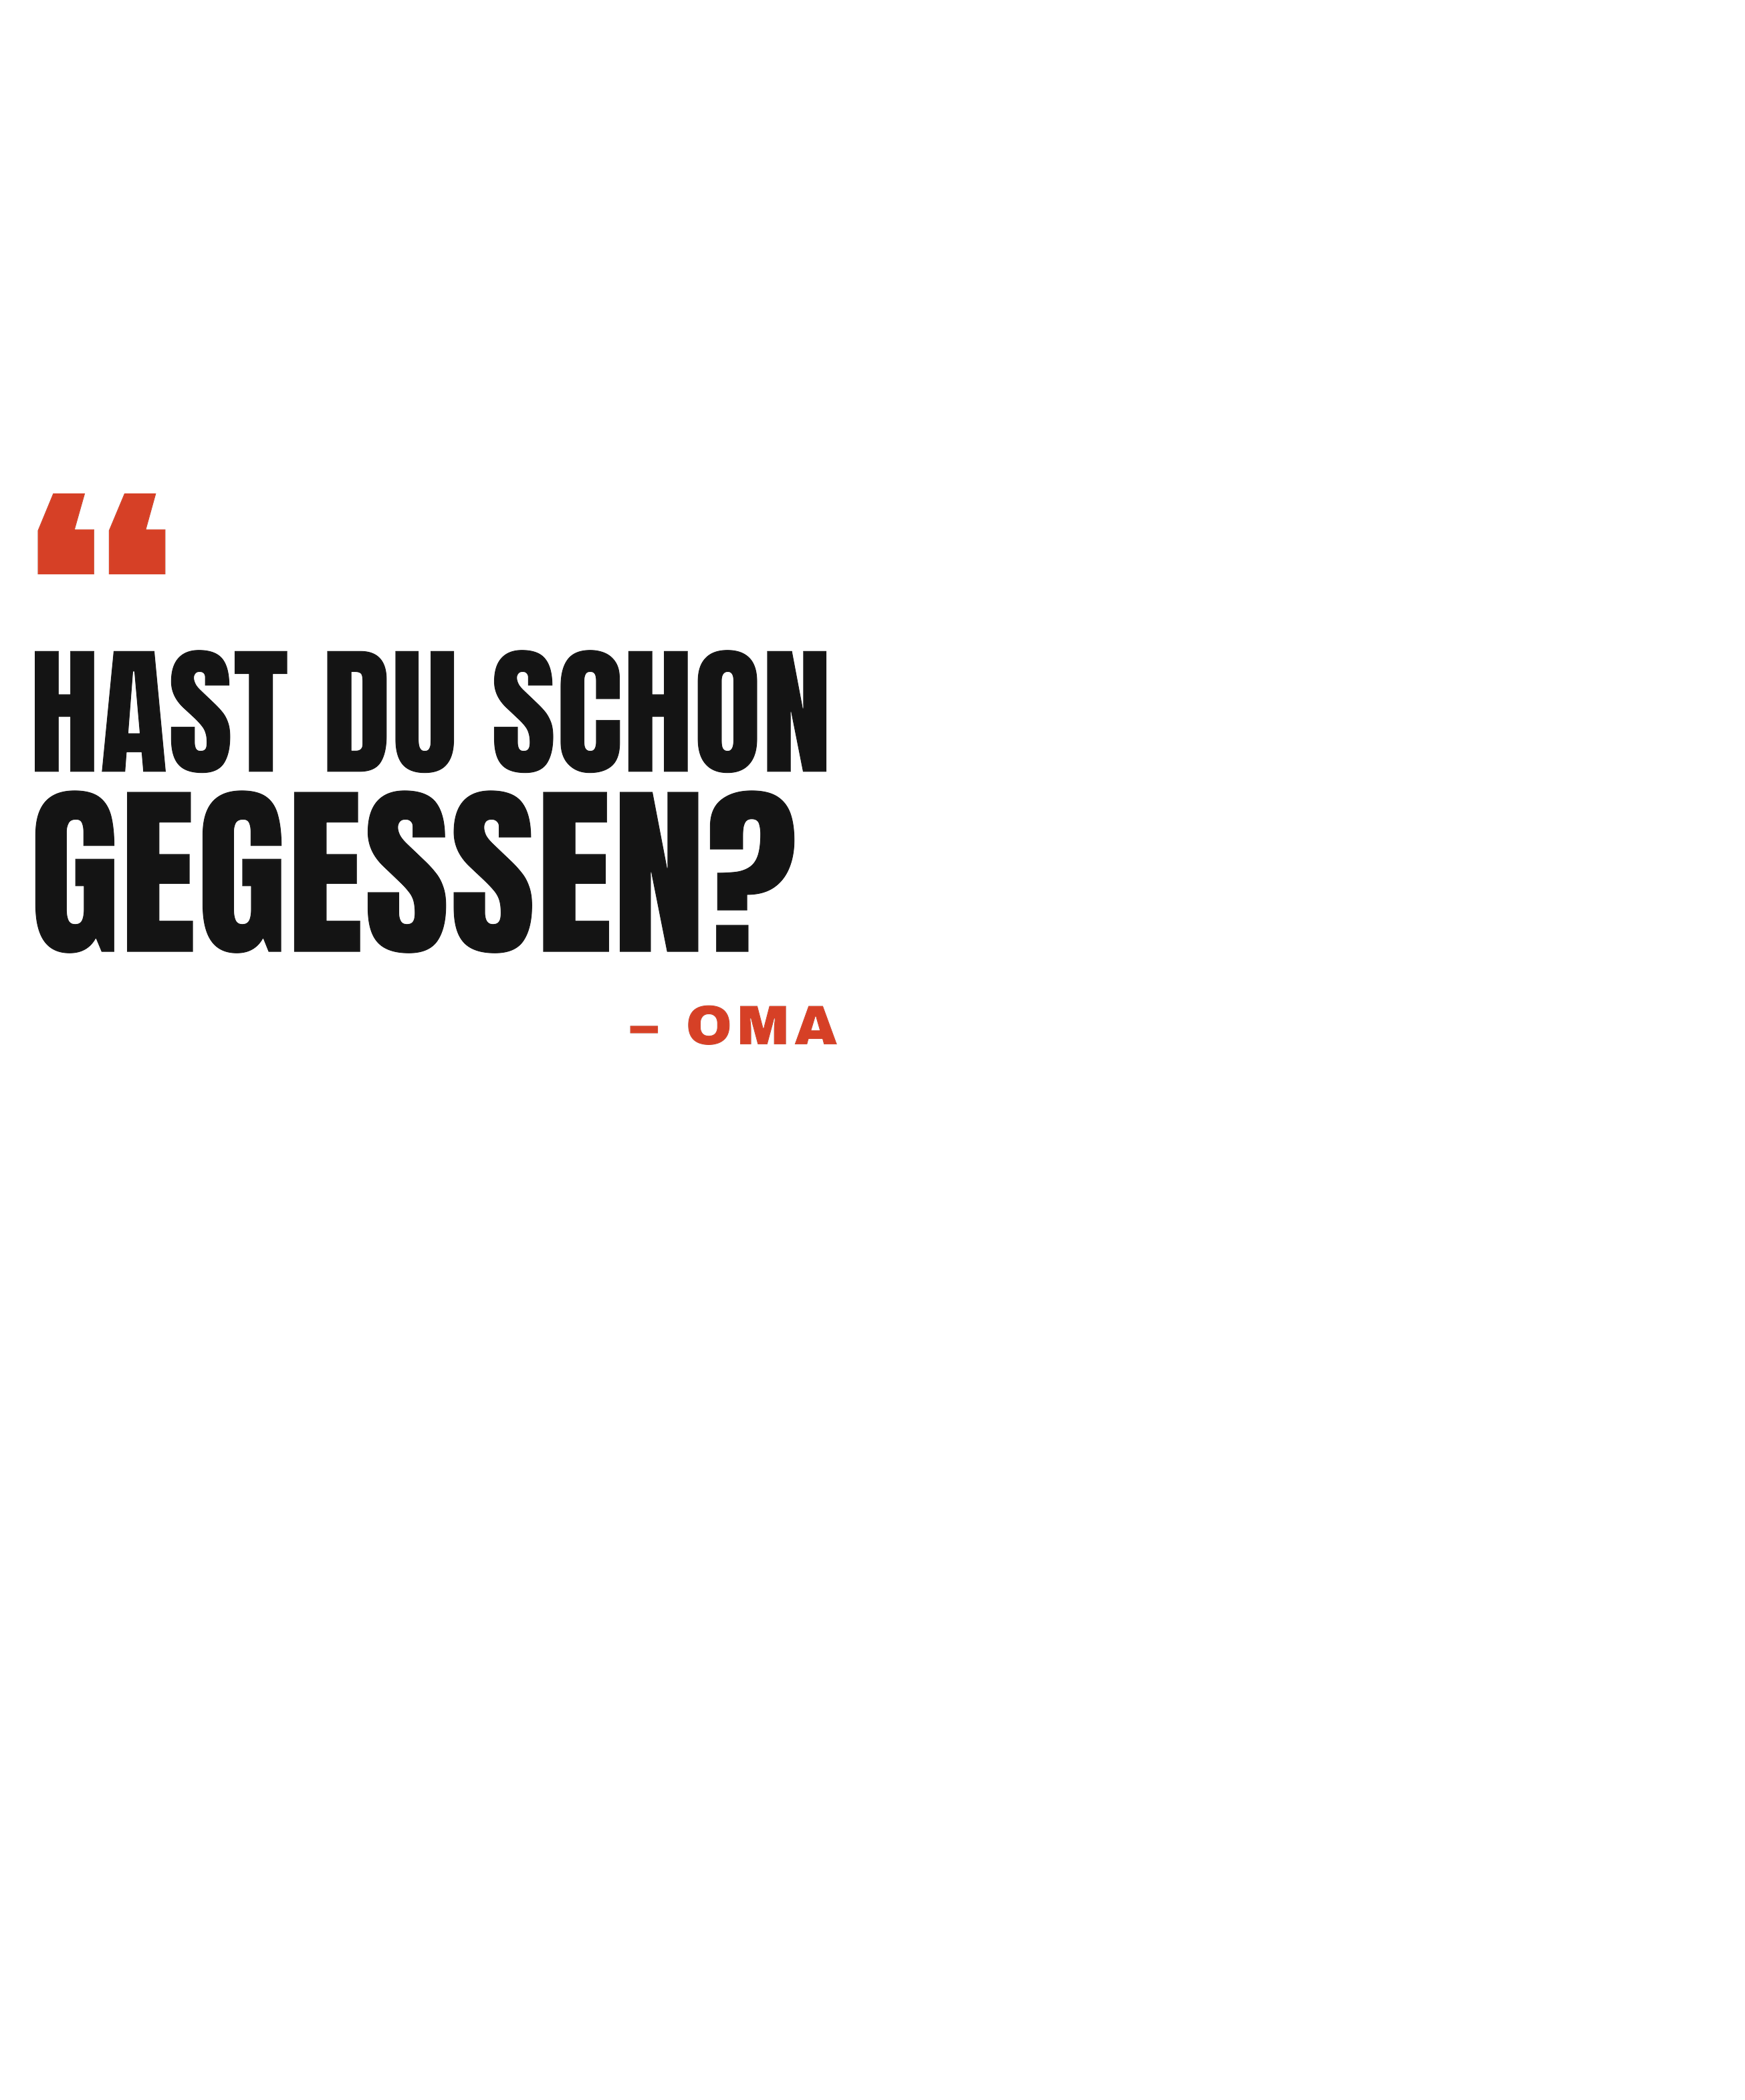 “
HAST DU SCHON
GEGESSEN?
– OMA